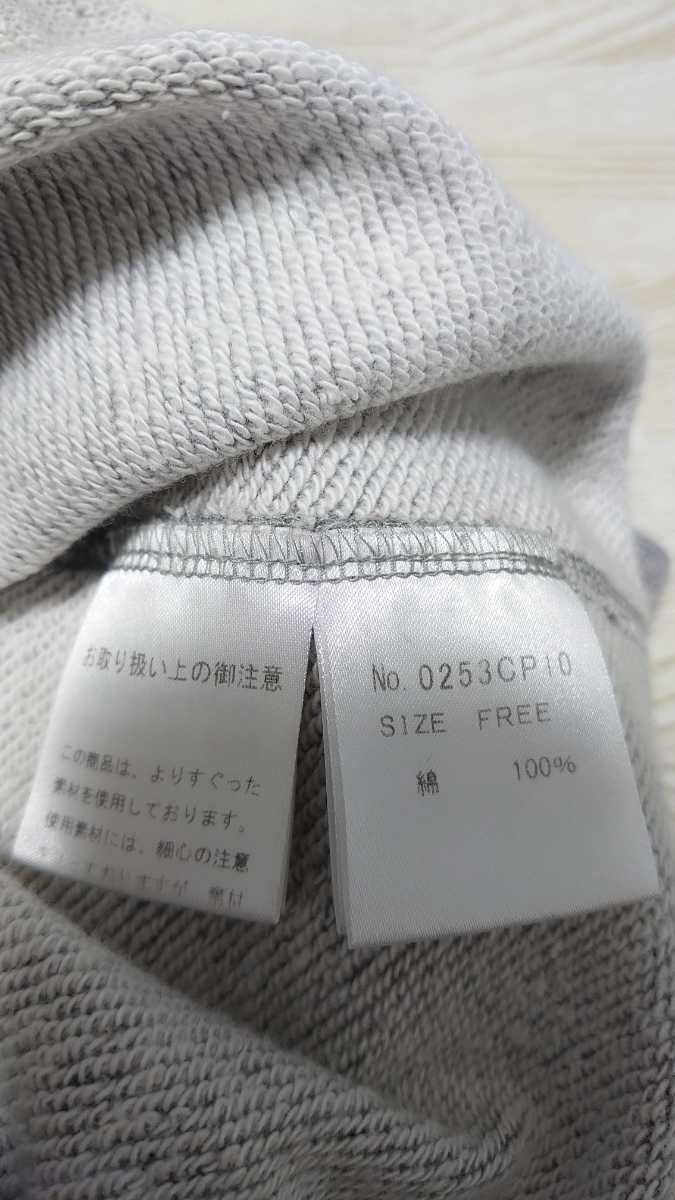 お取り扱い上の御注意
この商品は、よりすぐった
素材を使用しております。
使用素材には、細心の注意
No. 0253CP10
SIZE FREE
綿 100%